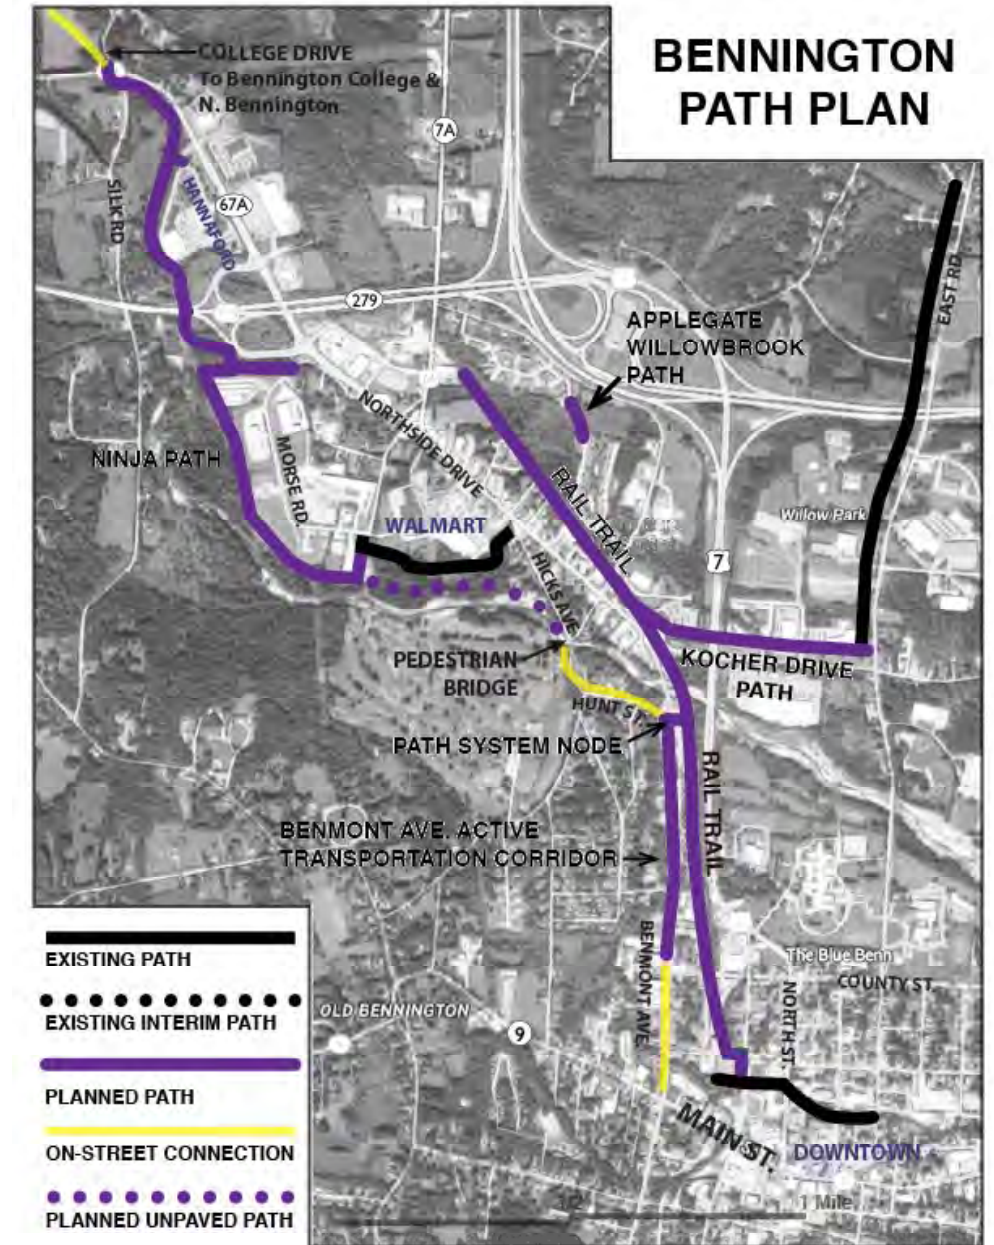 BENNINGTON
PATH PLAN
COLLEGE DRIVE
To Bennington College &
N. Bennington
7A
SILK RD.
HANNAFORD
67A
279
EAST RD.
APPLEGATE
WILLOWBROOK
PATH
NORTHSIDE DRIVE
NINJA PATH
MORSE RD.
RAIL TRAIL
WALMART
Willow Park
HICKS AVE
7
PEDESTRIAN
BRIDGE
KOCHER DRIVE
PATH
HUNT ST.
PATH SYSTEM NODE
RAIL TRAIL
BENMONT AVE. ACTIVE
TRANSPORTATION CORRIDOR
BENMONT AVE.
The Blue Benn
COUNTY ST.
NORTH ST.
OLD BENNINGTON
9
MAIN ST.
DOWNTOWN
1/2
1 Mile
EXISTING PATH
EXISTING INTERIM PATH
PLANNED PATH
ON-STREET CONNECTION
PLANNED UNPAVED PATH